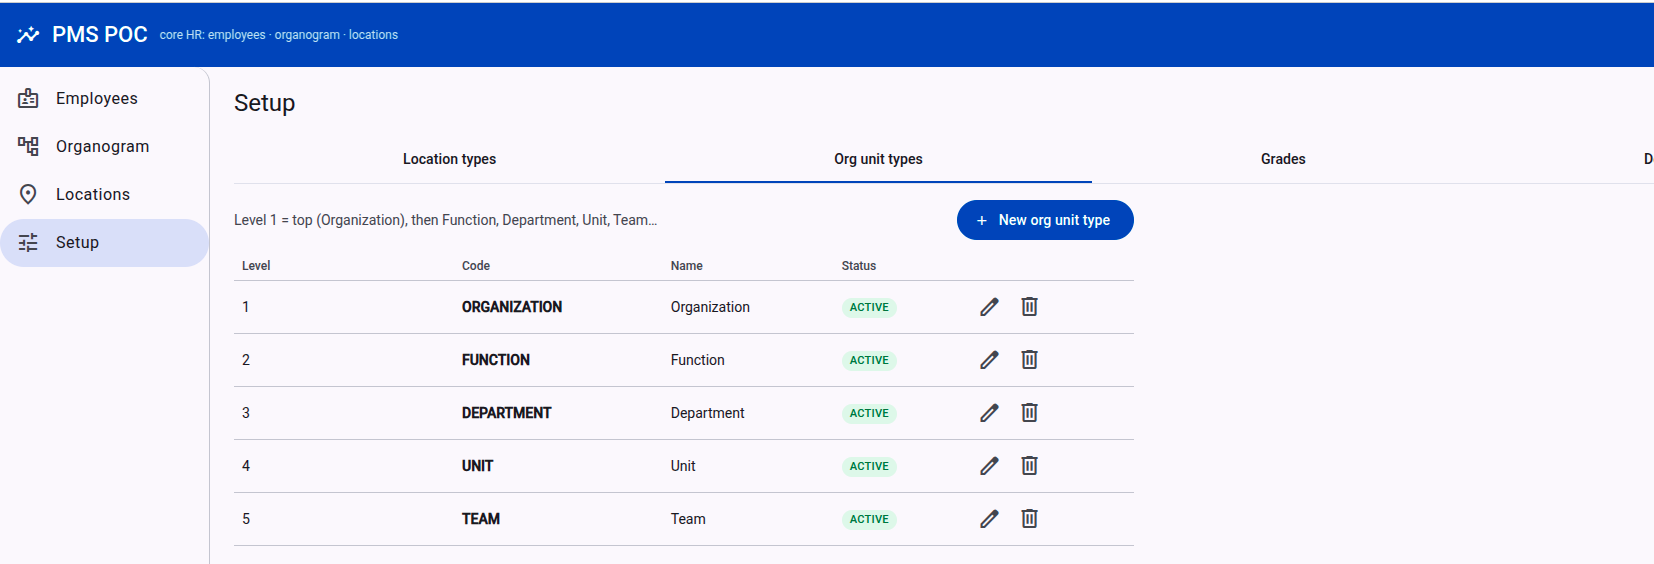 PMS POC core HR: employees · organogram · locations
Employees
Organogram
Locations
Setup
Setup
Location types Org unit types Grades
Level 1 = top (Organization), then Function, Department, Unit, Team...
+ New org unit type
Level Code Name Status
1 ORGANIZATION Organization ACTIVE
2 FUNCTION Function ACTIVE
3 DEPARTMENT Department ACTIVE
4 UNIT Unit ACTIVE
5 TEAM Team ACTIVE